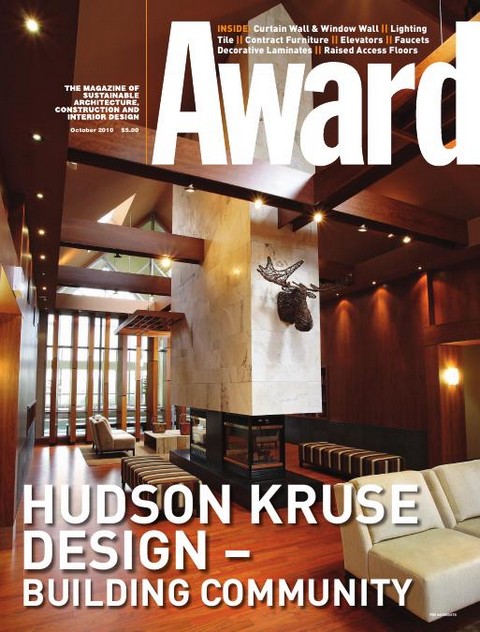 INSIDE: Curtain Wall & Window Wall || Lighting
Tile || Contract Furniture || Elevators || Faucets
Decorative Laminates || Raised Access Floors
Award
THE MAGAZINE OF
SUSTAINABLE
ARCHITECTURE,
CONSTRUCTION AND
INTERIOR DESIGN
October 2010 $5.00
HUDSON KRUSE
DESIGN –
BUILDING COMMUNITY